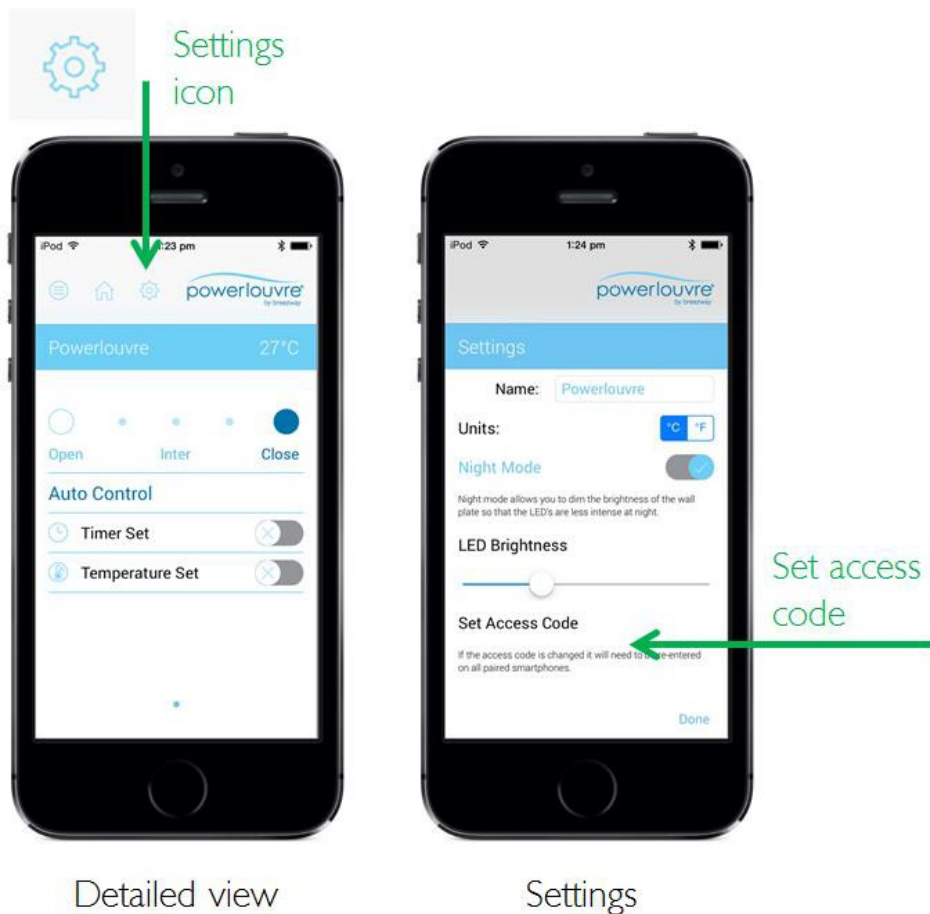 Settings
icon
iPod
1:23 pm
powerlouvre
by breezway
Powerlouvre 27°C
Open Inter Close
Auto Control
Timer Set
Temperature Set
Detailed view
iPod 1:24 pm
powerlouvre
by breezway
Settings
Name: Powerlouvre
Units: °C °F
Night Mode
Night mode allows you to dim the brightness of the wall
plate so that the LED's are less intense at night.
LED Brightness
Set Access Code
If the access code is changed it will need to be re-entered
on all paired smartphones.
Done
Set access
code
Settings